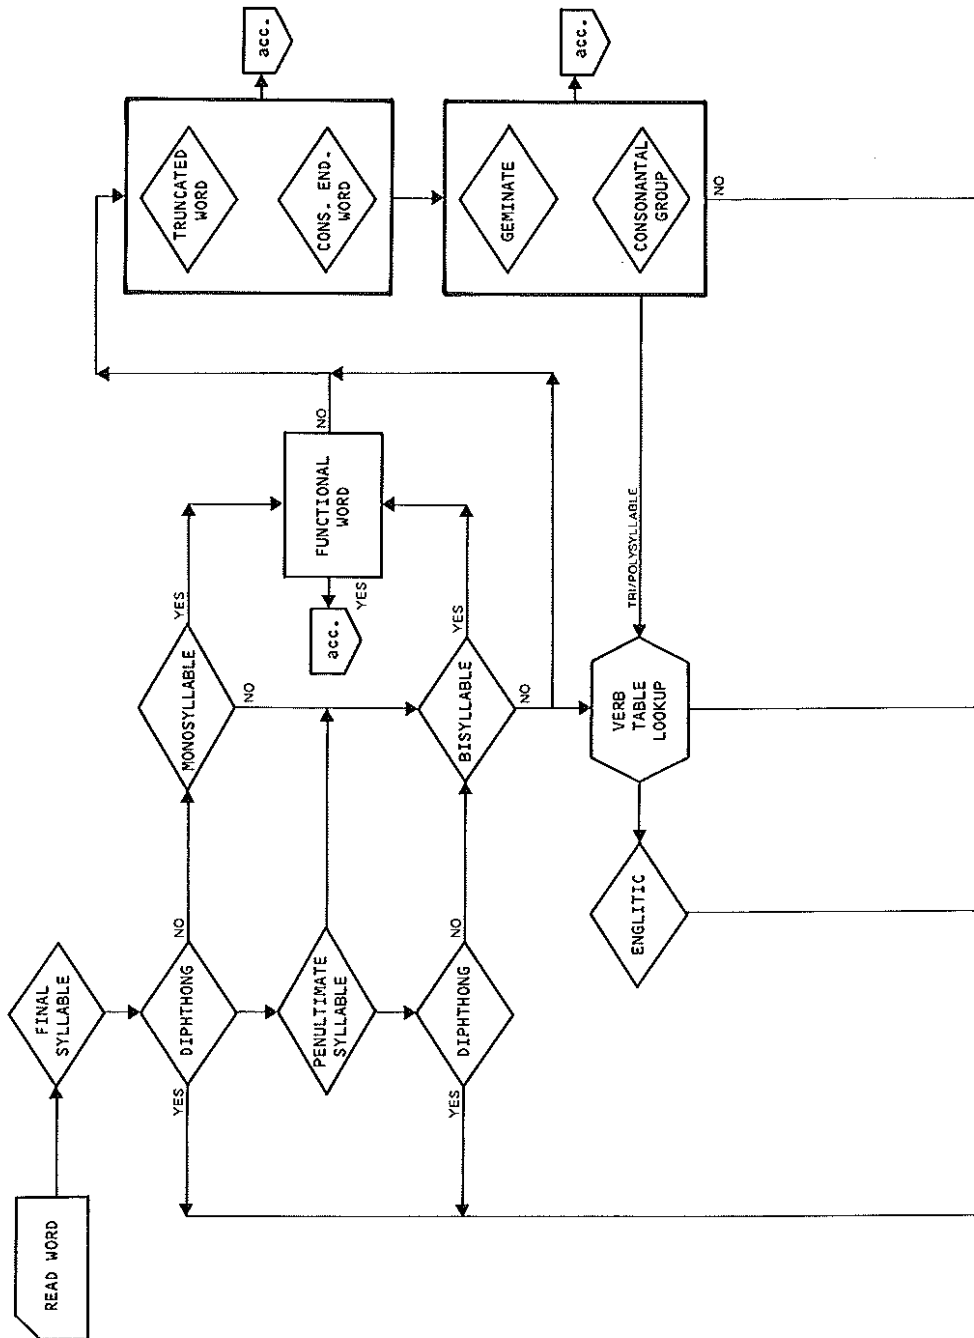 READ WORD
FINAL
SYLLABLE
DIPHTHONG
YES
NO
PENULTIMATE
SYLLABLE
DIPHTHONG
YES
NO
MONOSYLLABLE
YES
NO
BISYLLABLE
YES
NO
FUNCTIONAL
WORD
YES
NO
acc.
ENGLITIC
VERB
TABLE
LOOKUP
TRI/POLYSYLLABLE
TRUNCATED
WORD
CONS. END.
WORD
acc.
GEMINATE
CONSONANTAL
GROUP
NO
acc.